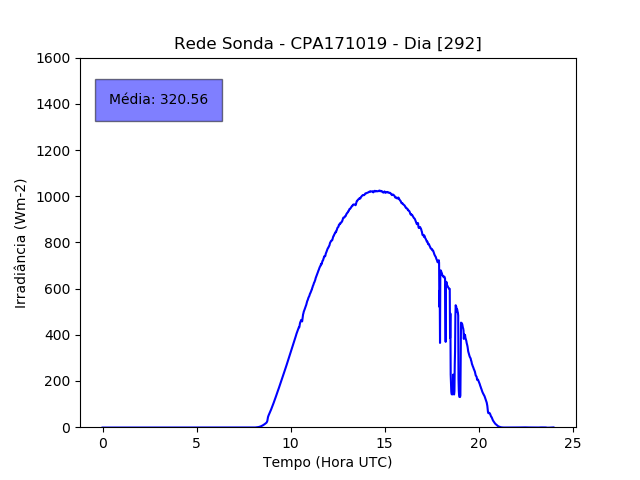 Rede Sonda - CPA171019 - Dia [292]
1600
1400
1200
1000
800
600
400
200
0
Irradiância (Wm-2)
Média: 320.56
0 5 10 15 20 25
Tempo (Hora UTC)